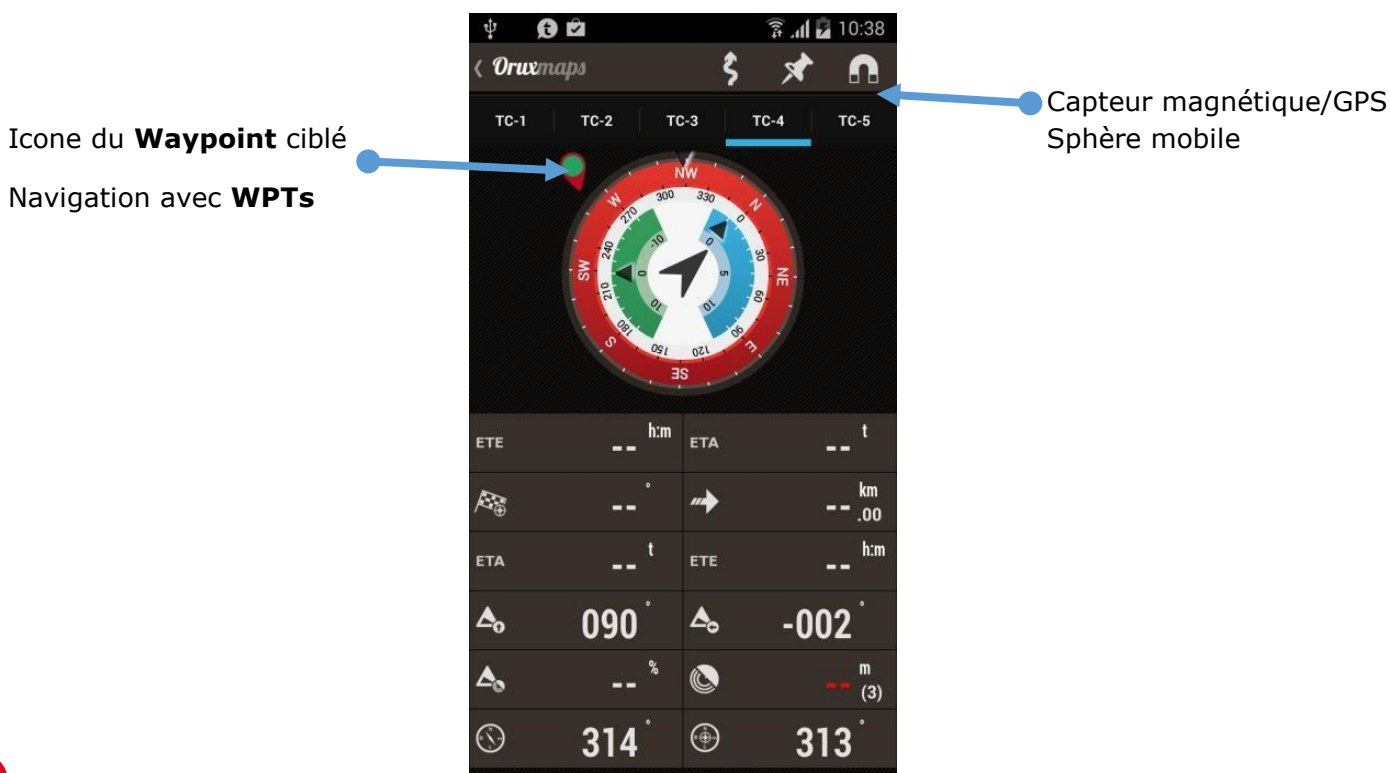 10:38
Oruxmaps
TC-1 TC-2 TC-3 TC-4 TC-5
Icone du Waypoint ciblé
Navigation avec WPTs
Capteur magnétique/GPS
Sphère mobile
NW
N
NE
E
SE
S
SW
W
300 330 0 30 60 90 120 150 180 210 240 270
-10 0 10
0 5 10
ETE -- h:m ETA -- t
-- ° -- km
.00
ETA -- t ETE -- h:m
090 ° -002 °
-- % -- m
(3)
314 ° 313 °